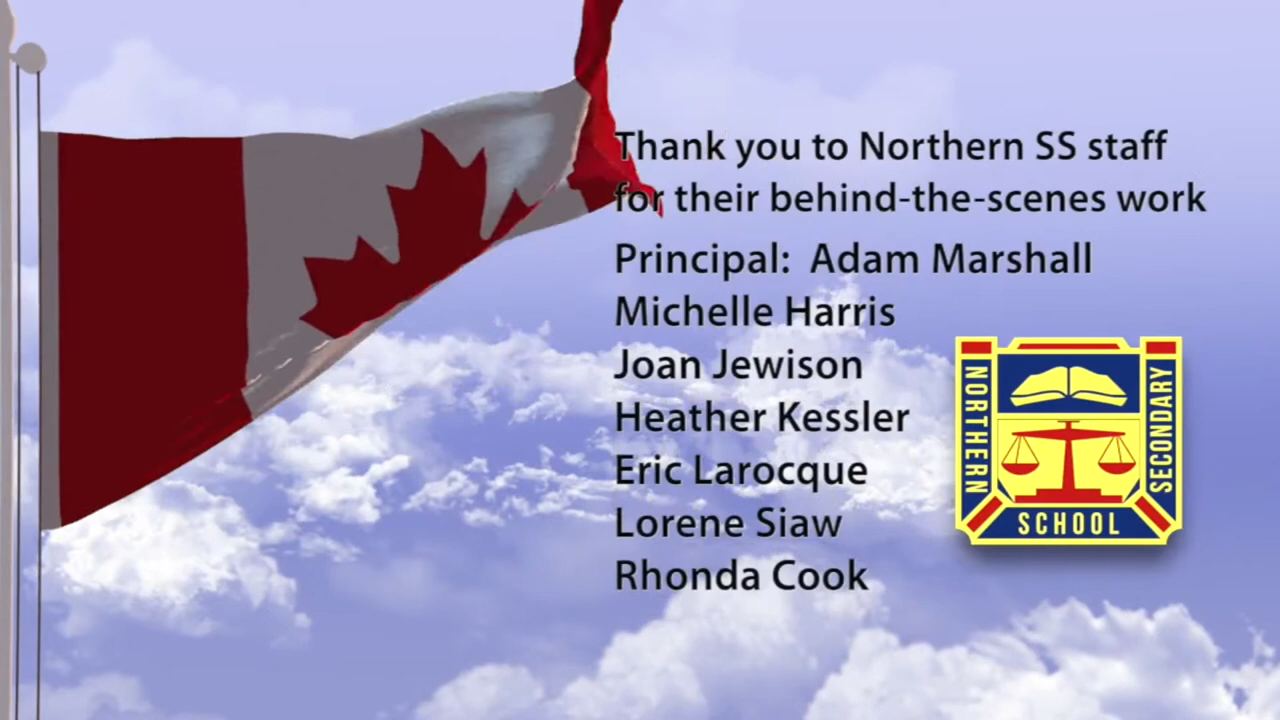 Thank you to Northern SS staff
for their behind-the-scenes work
Principal: Adam Marshall
Michelle Harris
Joan Jewison
Heather Kessler
Eric Larocque
Lorene Siaw
Rhonda Cook
NORTHERN
SECONDARY
SCHOOL